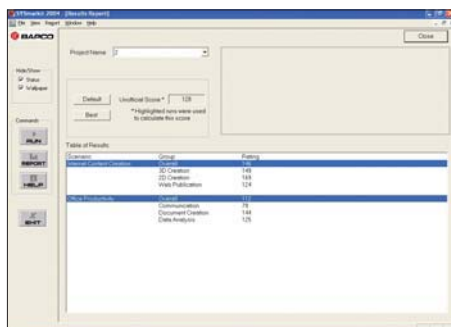 SYSmark® 2004 - [Results Report]
File View Report Window Help
BAPCO
Close
Project Name: 2
Hide/Show
Status
Wallpaper
Default
Unofficial Score * 128
Best
* Highlighted runs were used
to calculate this score
Commands
RUN
REPORT
HELP
EXIT
Table of Results:
Scenario Group Rating
Internet Content Creation Overall 146
3D Creation 149
2D Creation 169
Web Publication 124
Office Productivity Overall 112
Communication 78
Document Creation 144
Data Analysis 125